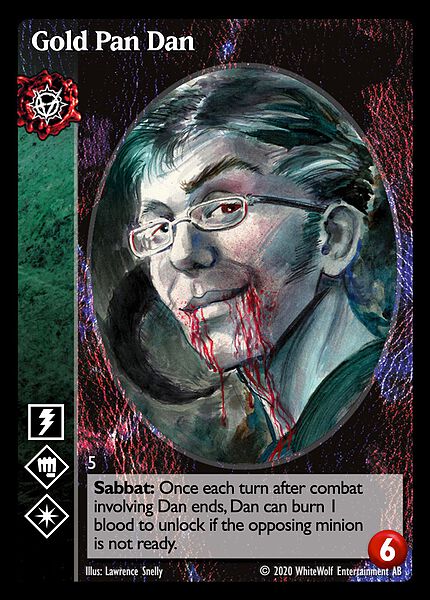 Gold Pan Dan
5
Sabbat: Once each turn after combat
involving Dan ends, Dan can burn 1
blood to unlock if the opposing minion
is not ready.
6
Illus: Lawrence Snelly © 2020 WhiteWolf Entertainment AB